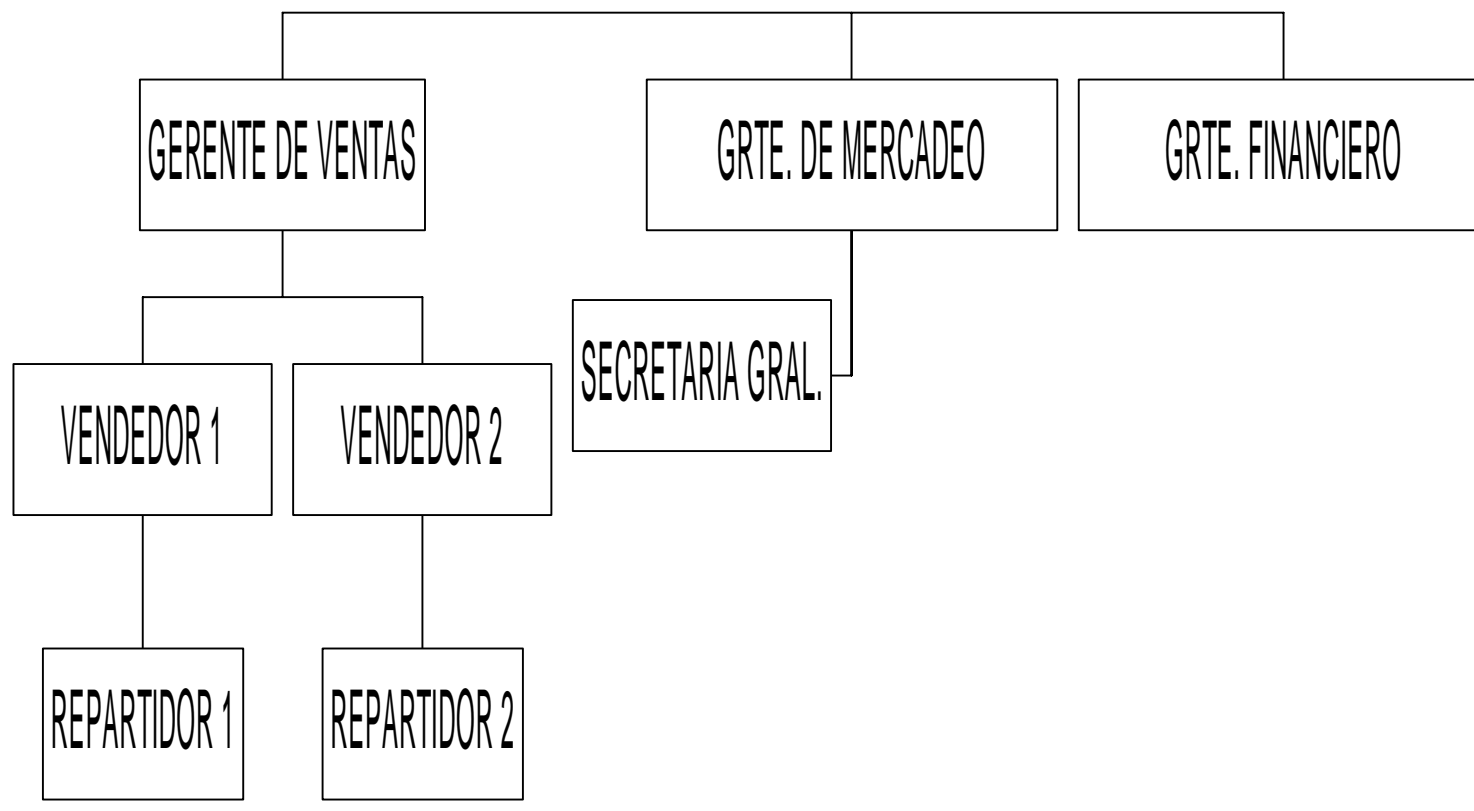 GERENTE DE VENTAS
GRTE. DE MERCADEO
GRTE. FINANCIERO
SECRETARIA GRAL.
VENDEDOR 1
VENDEDOR 2
REPARTIDOR 1
REPARTIDOR 2